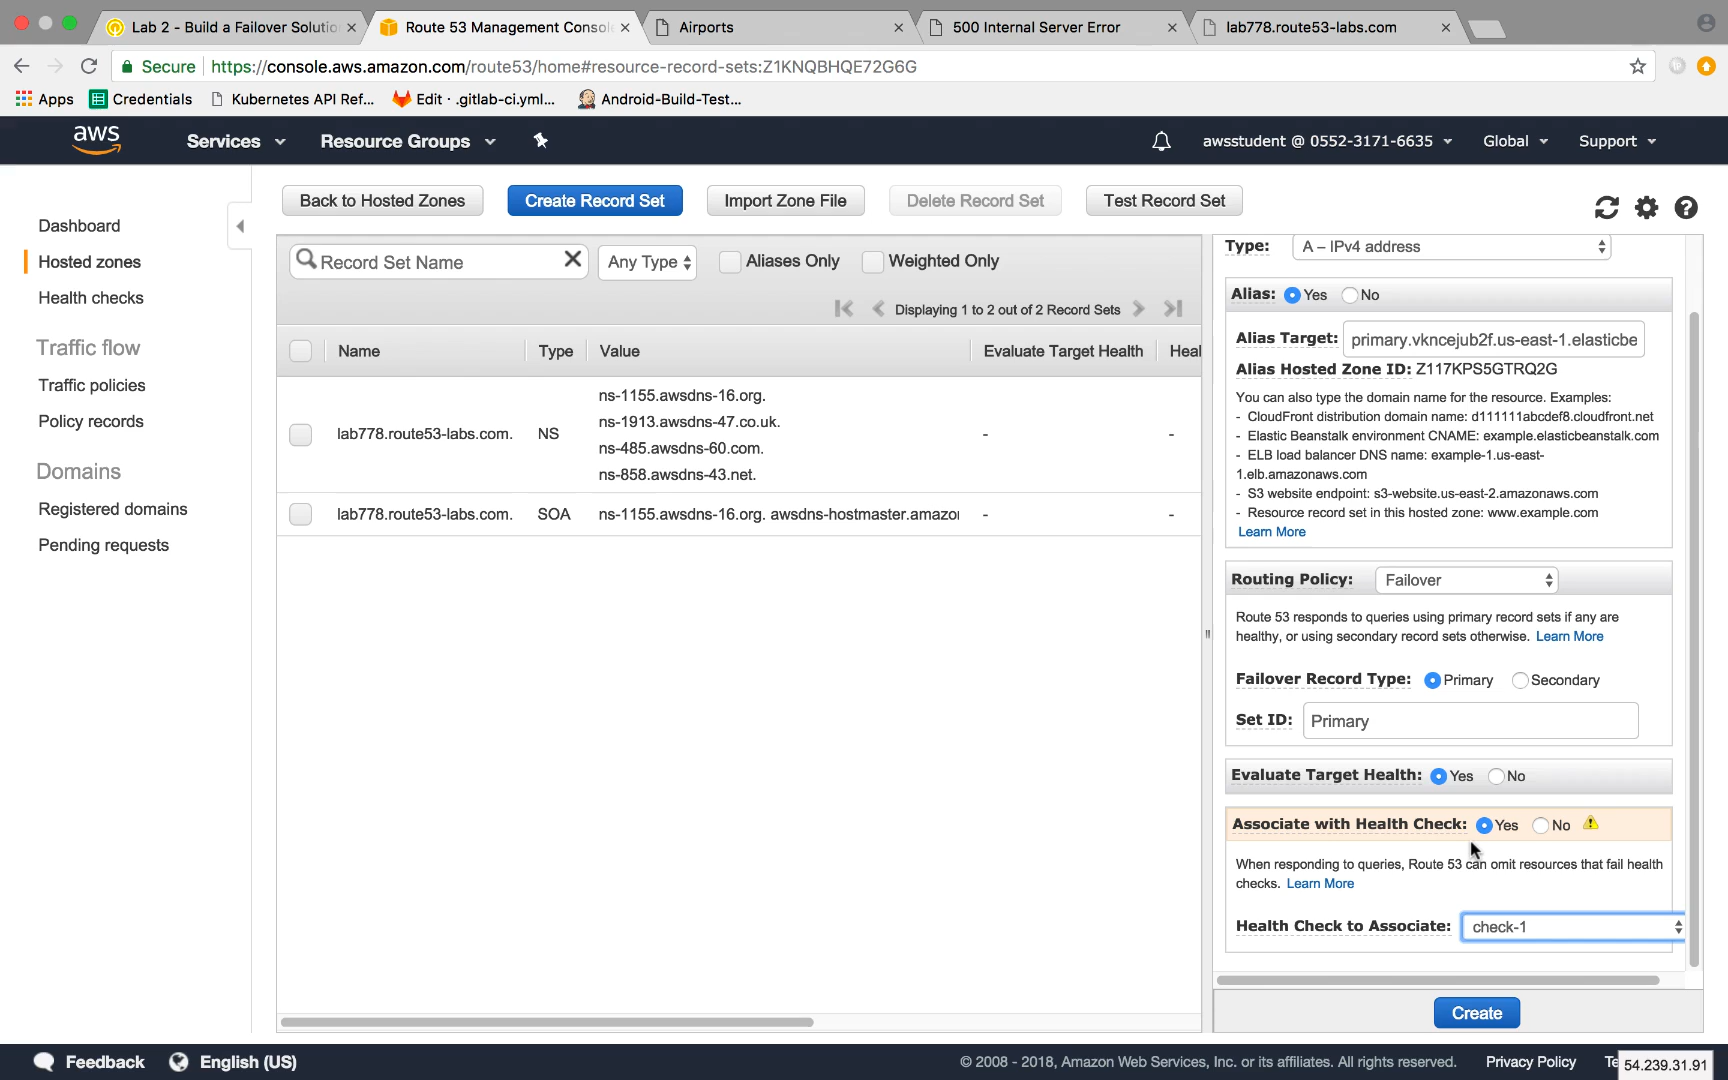 Lab 2 - Build a Failover Solutio
Route 53 Management Consol
Airports
500 Internal Server Error
lab778.route53-labs.com
Secure
https://console.aws.amazon.com/route53/home#resource-record-sets:Z1KNQBHQE72G6G
Apps
Credentials
Kubernetes API Ref...
Edit · .gitlab-ci.yml...
Android-Build-Test...
aws
Services
Resource Groups
awsstudent @ 0552-3171-6635
Global
Support
Dashboard
Hosted zones
Health checks
Traffic flow
Traffic policies
Policy records
Domains
Registered domains
Pending requests
Back to Hosted Zones
Create Record Set
Import Zone File
Delete Record Set
Test Record Set
Record Set Name
Any Type
Aliases Only
Weighted Only
Displaying 1 to 2 out of 2 Record Sets
Name
Type
Value
Evaluate Target Health
Heal
lab778.route53-labs.com.
NS
ns-1155.awsdns-16.org.
ns-1913.awsdns-47.co.uk.
ns-485.awsdns-60.com.
ns-858.awsdns-43.net.
-
-
lab778.route53-labs.com.
SOA
ns-1155.awsdns-16.org. awsdns-hostmaster.amazo
-
-
Type:
A – IPv4 address
Alias: Yes No
Alias Target: primary.vkncejub2f.us-east-1.elasticbe
Alias Hosted Zone ID: Z117KPS5GTRQ2G
You can also type the domain name for the resource. Examples:
- CloudFront distribution domain name: d111111abcdef8.cloudfront.net
- Elastic Beanstalk environment CNAME: example.elasticbeanstalk.com
- ELB load balancer DNS name: example-1.us-east-
1.elb.amazonaws.com
- S3 website endpoint: s3-website.us-east-2.amazonaws.com
- Resource record set in this hosted zone: www.example.com
Learn More
Routing Policy: Failover
Route 53 responds to queries using primary record sets if any are
healthy, or using secondary record sets otherwise. Learn More
Failover Record Type: Primary Secondary
Set ID: Primary
Evaluate Target Health: Yes No
Associate with Health Check: Yes No
When responding to queries, Route 53 can omit resources that fail health
checks. Learn More
Health Check to Associate: check-1
Create
Feedback
English (US)
© 2008 - 2018, Amazon Web Services, Inc. or its affiliates. All rights reserved.
Privacy Policy
Te
54.239.31.91